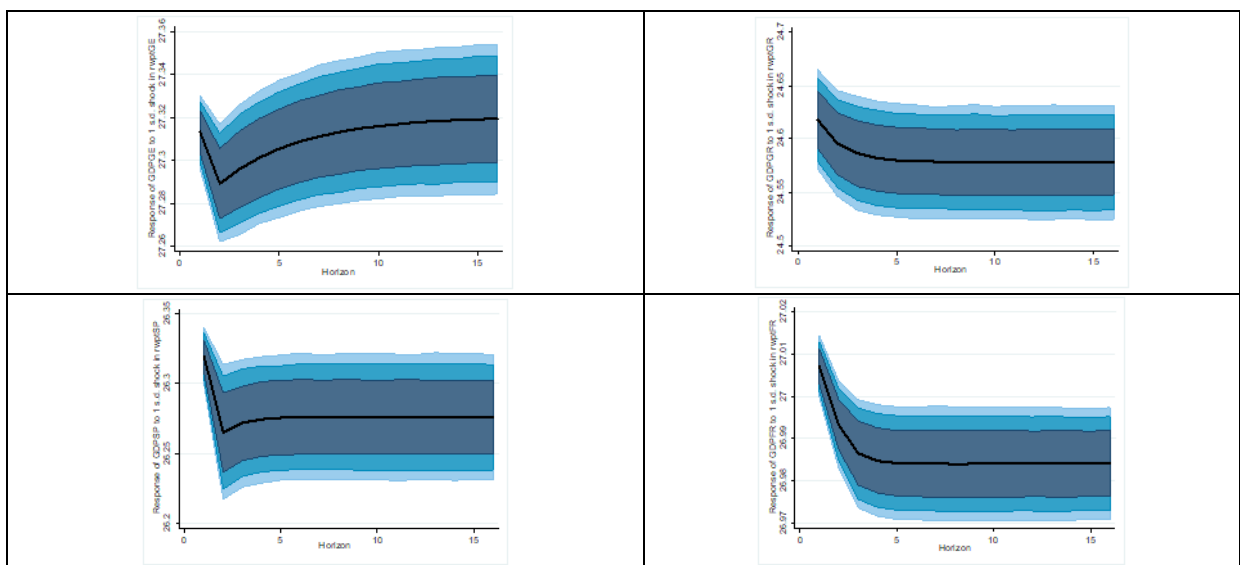 Response of GDPGE to 1 s.d. shock in rwptGE
27.36
27.34
27.32
27.3
27.28
27.26
0 5 10 15
Horizon
Response of GDPGR to 1 s.d. shock in rwptGR
24.7
24.65
24.6
24.55
24.5
0 5 10 15
Horizon
Response of GDPSP to 1 s.d. shock in rwptSP
26.35
26.3
26.25
26.2
0 5 10 15
Horizon
Response of GDPFR to 1 s.d. shock in rwptFR
27.02
27.01
27
26.99
26.98
26.97
0 5 10 15
Horizon